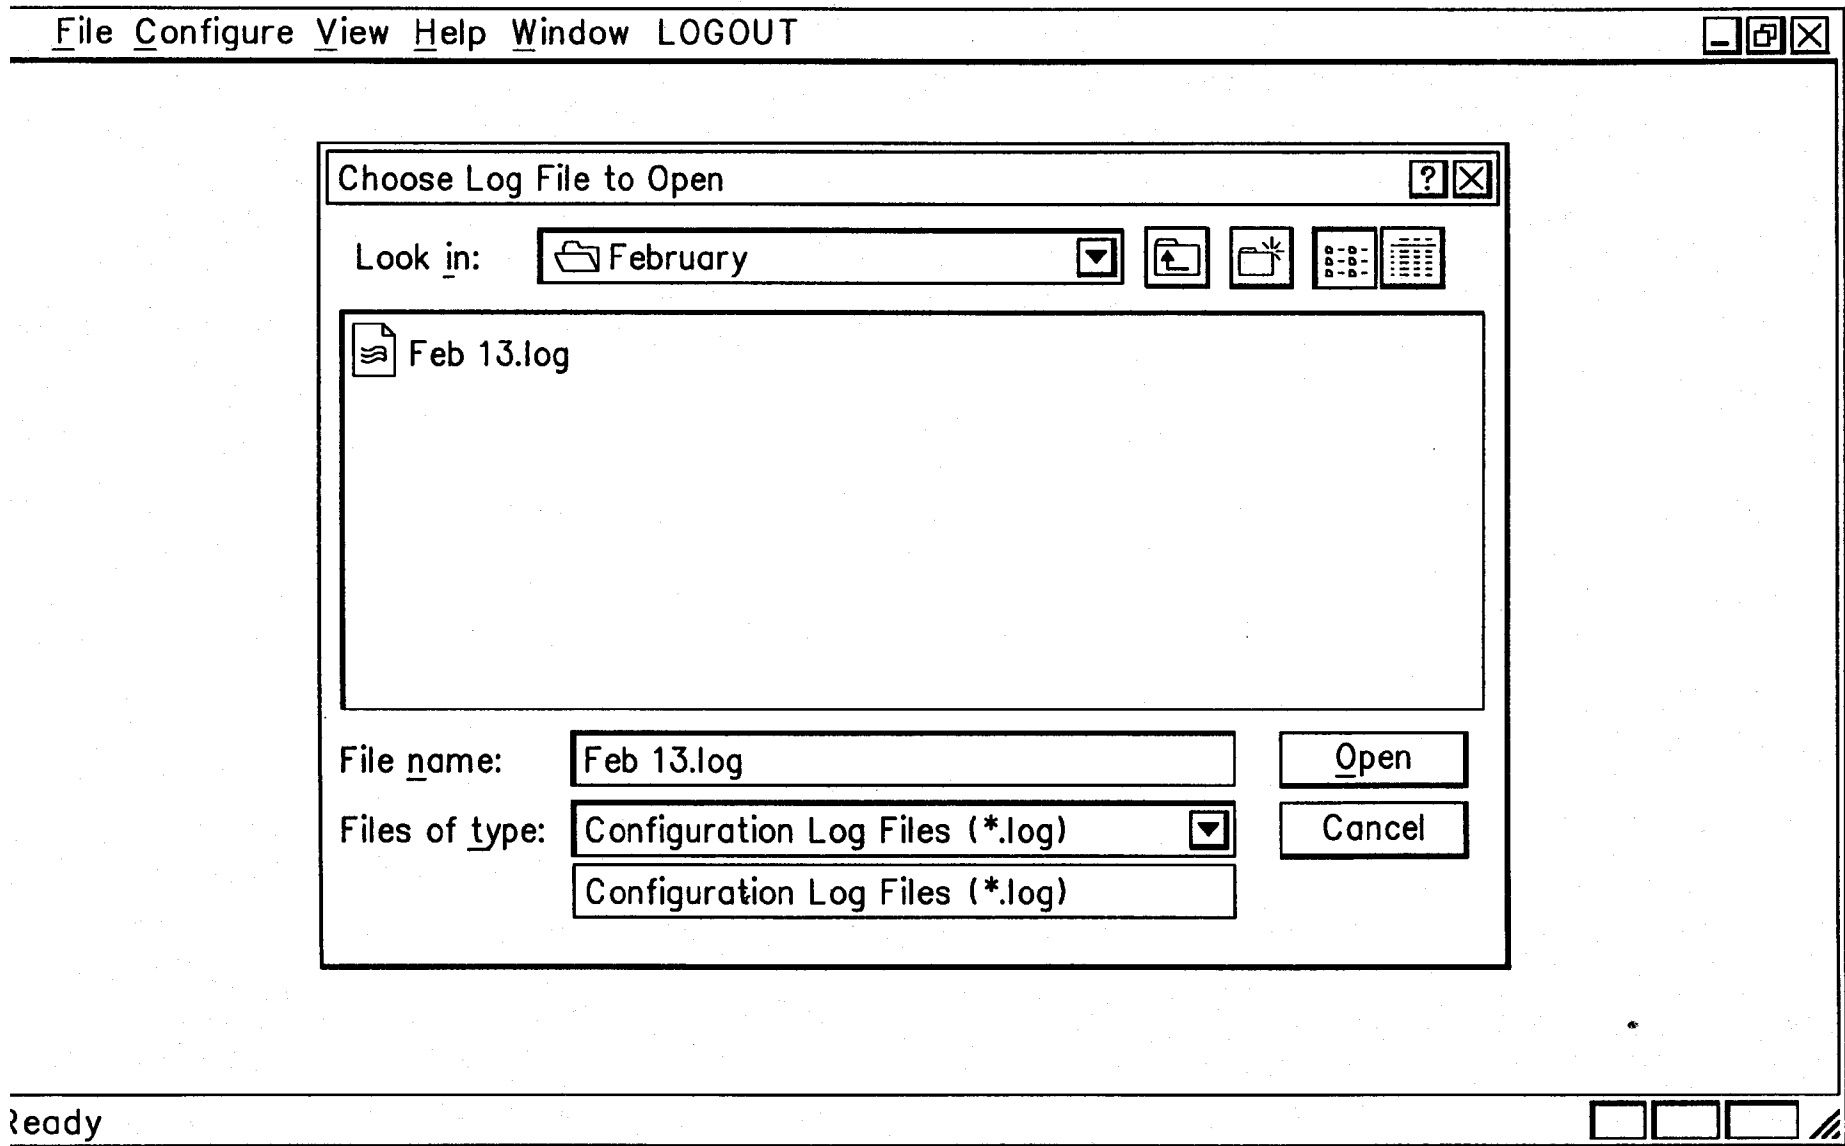 File Configure View Help Window LOGOUT
Choose Log File to Open ?
Look in: February
Feb 13.log
File name: Feb 13.log Open
Files of type: Configuration Log Files (*.log) Cancel
Configuration Log Files (*.log)
Ready